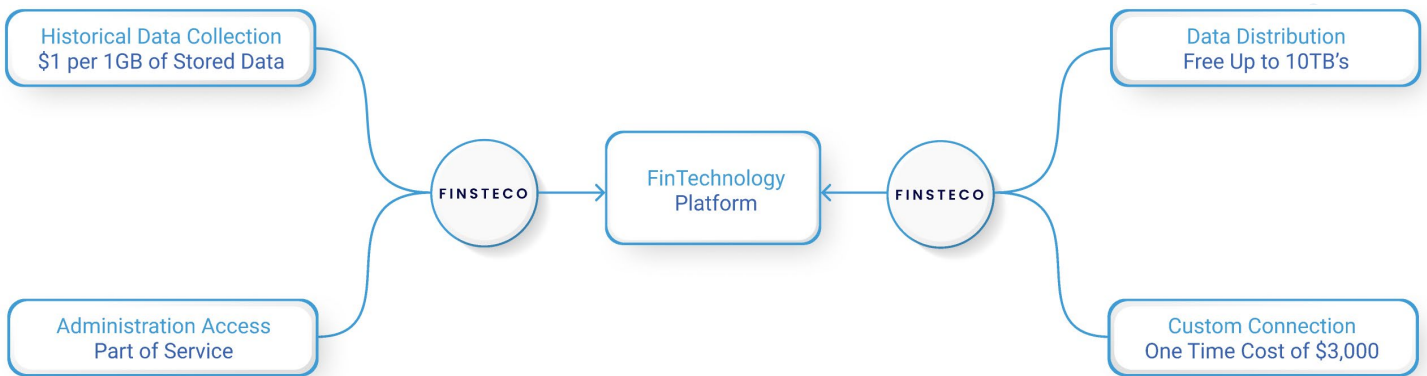 Historical Data Collection
$1 per 1GB of Stored Data
Data Distribution
Free Up to 10TB’s
FINSTECO
FinTechnology
Platform
FINSTECO
Administration Access
Part of Service
Custom Connection
One Time Cost of $3,000